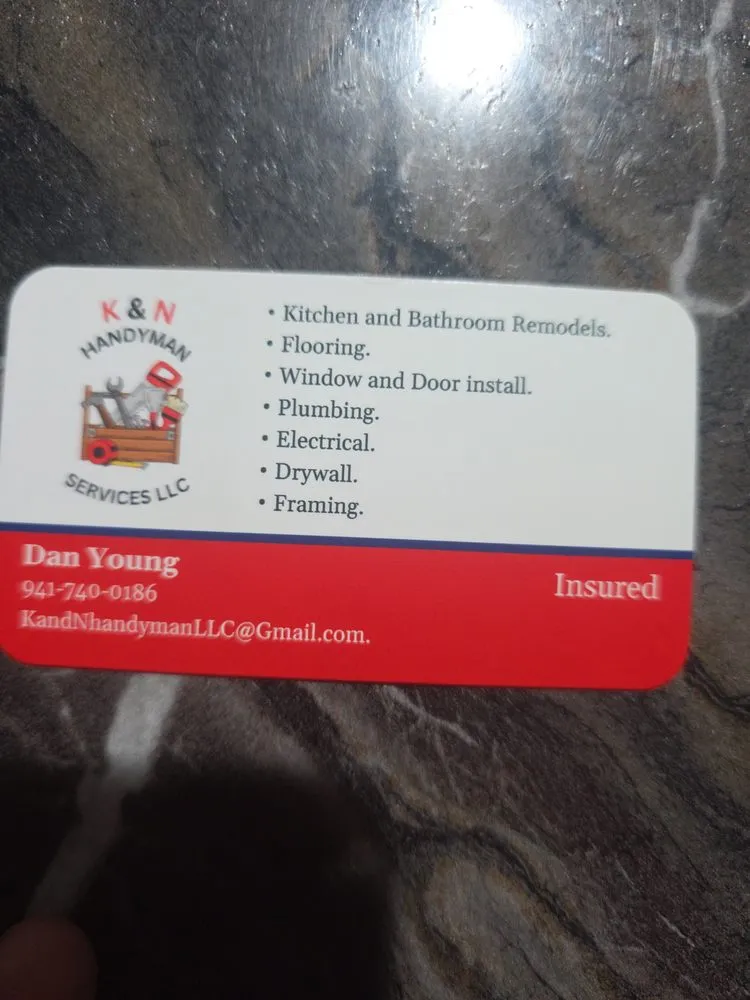 K & N
HANDYMAN
SERVICES LLC
• Kitchen and Bathroom Remodels.
• Flooring.
• Window and Door install.
• Plumbing.
• Electrical.
• Drywall.
• Framing.
Dan Young
941-740-0186
KandNhandymanLLC@Gmail.com.
Insured